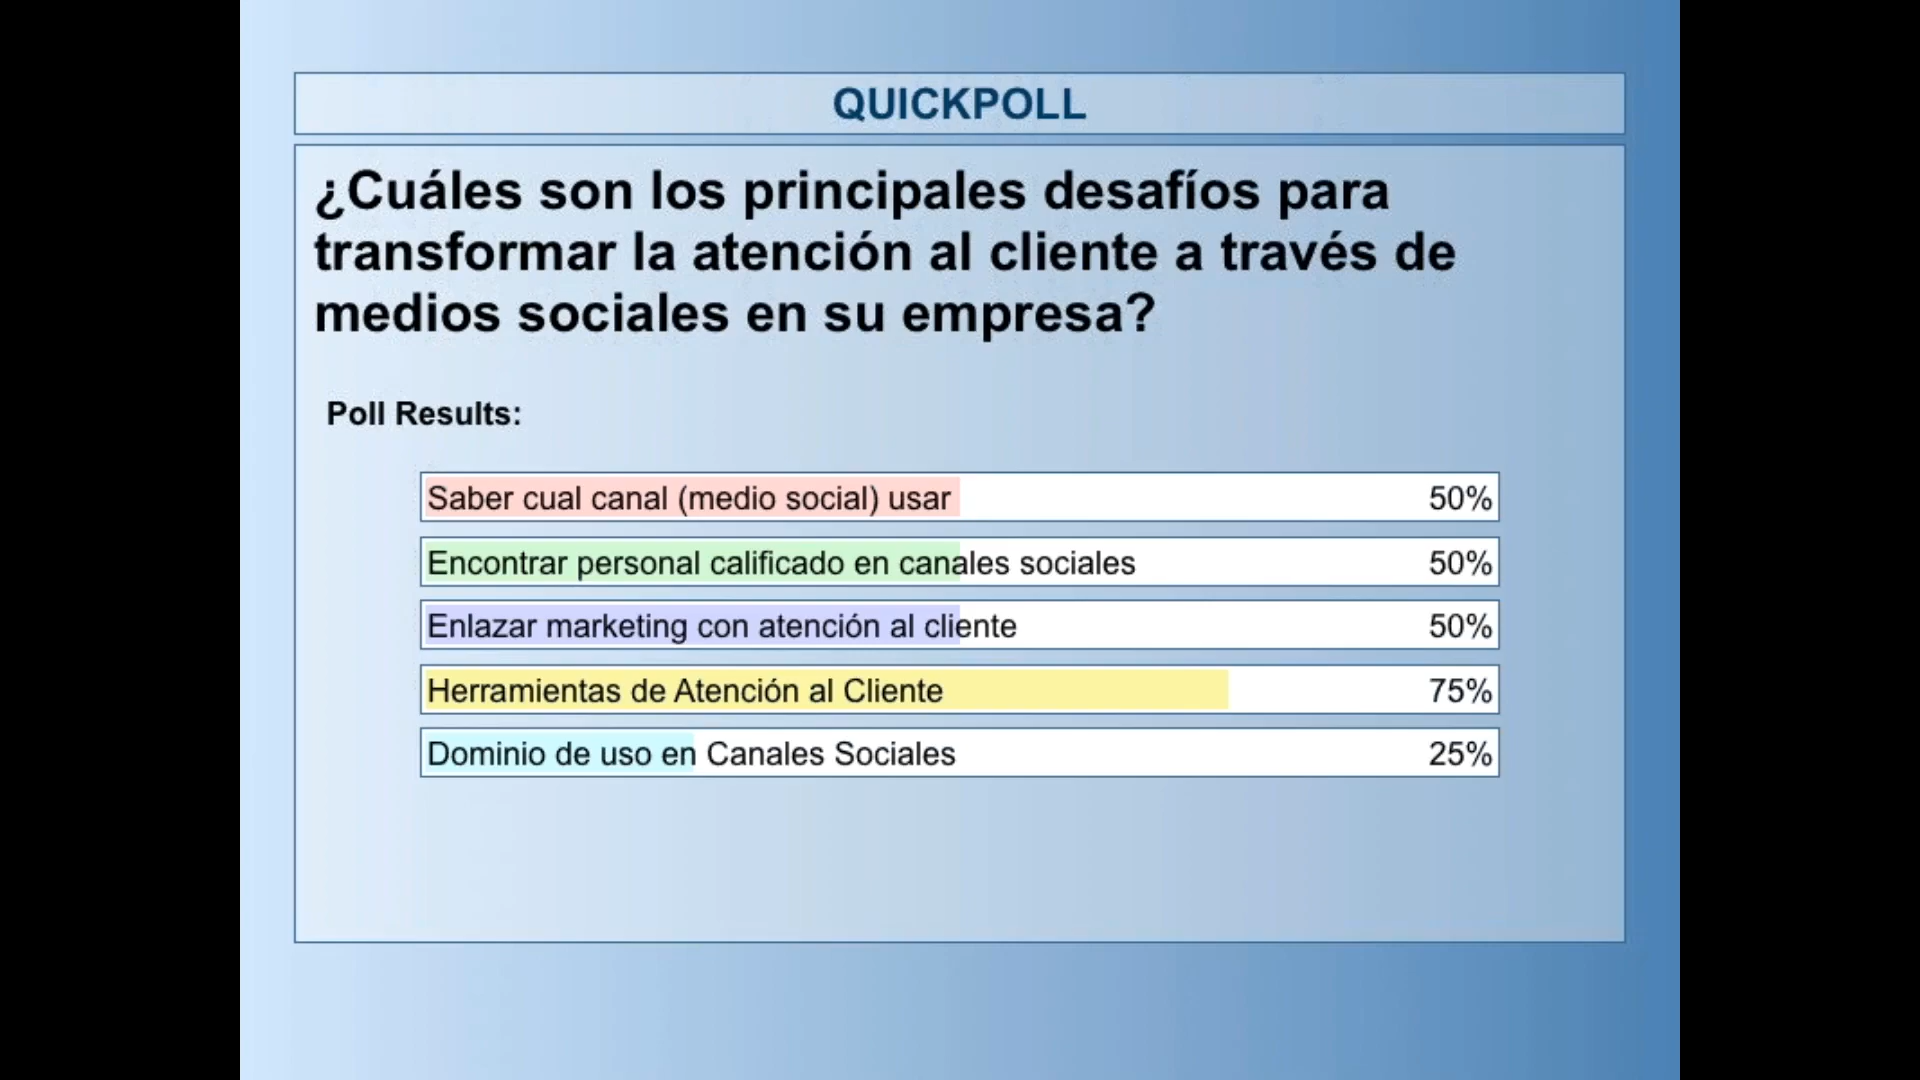 QUICKPOLL
¿Cuáles son los principales desafíos para
transformar la atención al cliente a través de
medios sociales en su empresa?
Poll Results:
Saber cual canal (medio social) usar 50%
Encontrar personal calificado en canales sociales 50%
Enlazar marketing con atención al cliente 50%
Herramientas de Atención al Cliente 75%
Dominio de uso en Canales Sociales 25%